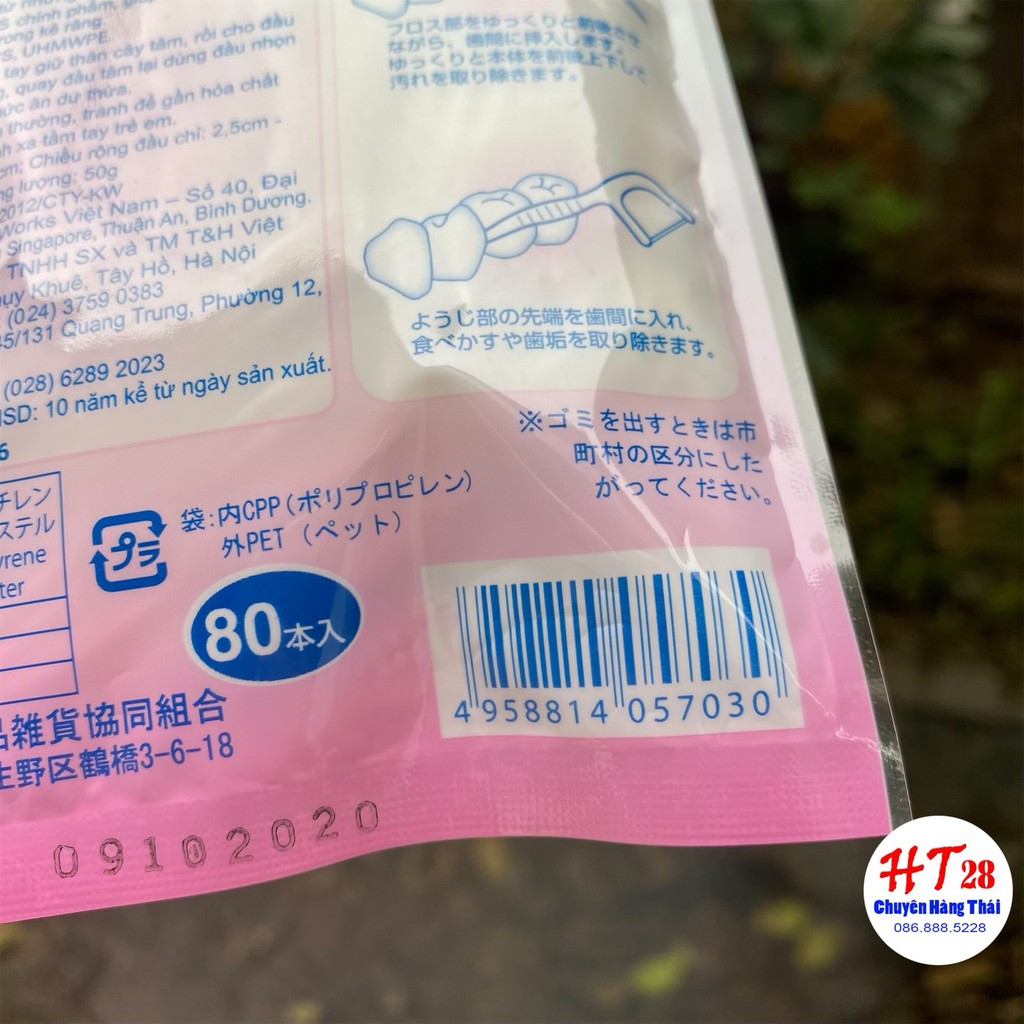 S chính phẩm,
trong kẽ răng
S, UHMWPE.
tay giữ thân cây tăm, rồi cho đầu
quay đầu tăm lại dùng đầu nhọn
thức ăn dư thừa.
thường, tránh để gần hóa chất
xa tầm tay trẻ em.
cm, Chiều rộng đầu chỉ: 2,5cm -
lượng: 50g
2012/CTY-KW
Works Việt Nam – Số 40, Đại
Singapore, Thuận An, Bình Dương.
TNHH SX và TM T&H Việt
Khuê, Tây Hồ, Hà Nội
(024) 3759 0383
45/131 Quang Trung, Phường 12,
(028) 6289 2023
HSD: 10 năm kể từ ngày sản xuất.
6
フロス部をゆっくりと前後させ
ながら、歯間に挿入します。
ゆっくりと本体を前後上下して
汚れを取り除きます。
ようじ部の先端を歯間に入れ、
食べかすや歯垢を取り除きます。
※ゴミを出すときは市
町村の区分にした
がってください。
チレン
ステル
yrene
ter
プラ
袋:内CPP(ポリプロピレン)
外PET (ペット)
80本入
4 958814 057030
品雑貨協同組合
生野区鶴橋3-6-18
09102020
HT 28
Chuyên Hàng Thái
086.888.5228